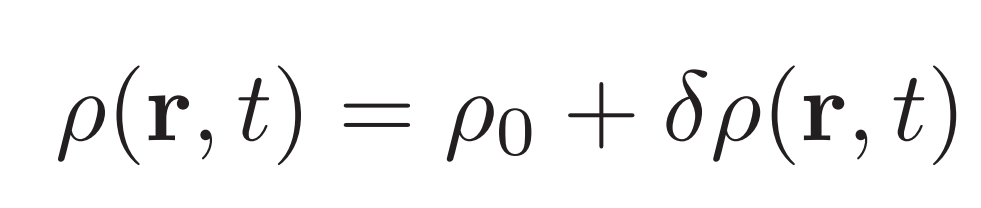 ρ(𝐫, t) = ρ₀ + δρ(𝐫, t)